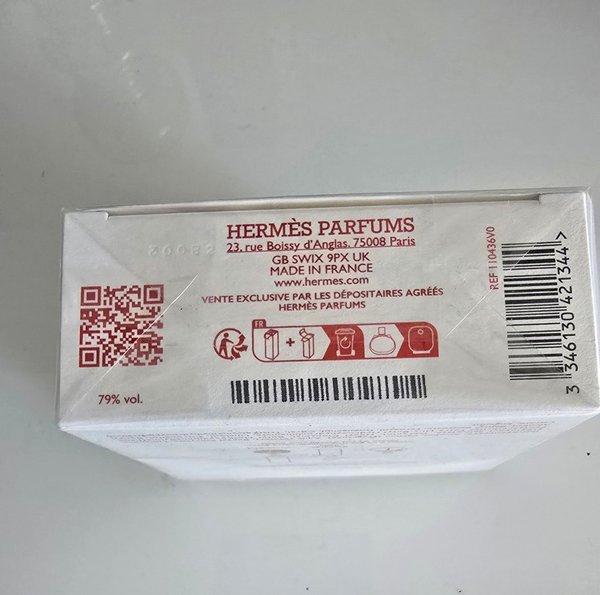 HERMÈS PARFUMS
23, rue Boissy d'Anglas, 75008 Paris
GB SWIX 9PX UK
MADE IN FRANCE
www.hermes.com
VENTE EXCLUSIVE PAR LES DÉPOSITAIRES AGRÉÉS
HERMÈS PARFUMS
FR
79% vol.
REF 110436V0
3 346130 421344 >